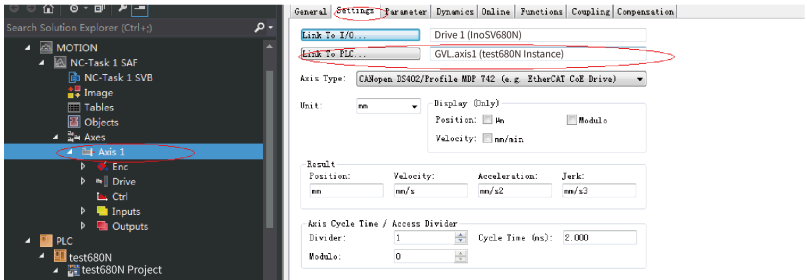 Search Solution Explorer (Ctrl+;)
MOTION
NC-Task 1 SAF
NC-Task 1 SVB
Image
Tables
Objects
Axes
Axis 1
Enc
Drive
Ctrl
Inputs
Outputs
PLC
test680N
test680N Project
General Settings Parameter Dynamics Online Functions Coupling Compensation
Link To I/O... Drive 1 (InoSV680N)
Link To PLC... GVL.axis1 (test680N Instance)
Axis Type: CANopen DS402/Profile MDP 742 (e.g. EtherCAT CoE Drive)
Unit: mm Display (Only)
Position: µm Modulo
Velocity: mm/min
Result
Position: Velocity: Acceleration: Jerk:
mm mm/s mm/s2 mm/s3
Axis Cycle Time / Access Divider
Divider: 1 Cycle Time (ms): 2.000
Modulo: 0